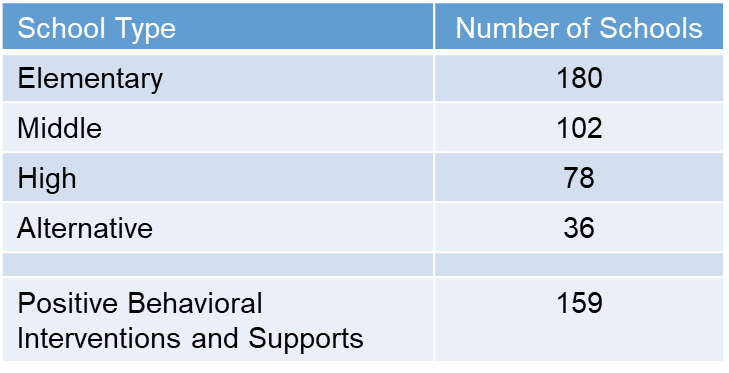 School Type Number of Schools
Elementary 180
Middle 102
High 78
Alternative 36
Positive Behavioral 159
Interventions and Supports